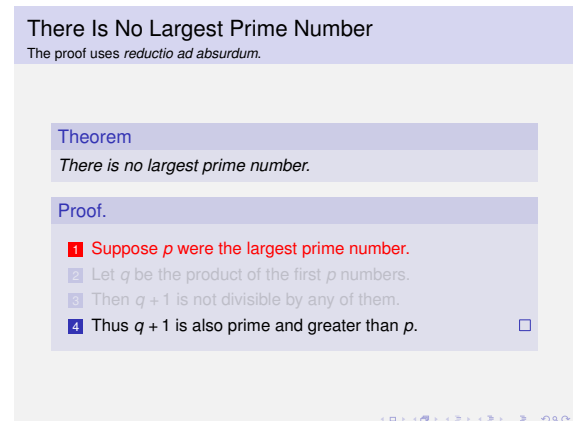 There Is No Largest Prime Number
The proof uses reductio ad absurdum.
Theorem
There is no largest prime number.
Proof.
1 Suppose p were the largest prime number.
2 Let q be the product of the first p numbers.
3 Then q + 1 is not divisible by any of them.
4 Thus q + 1 is also prime and greater than p.